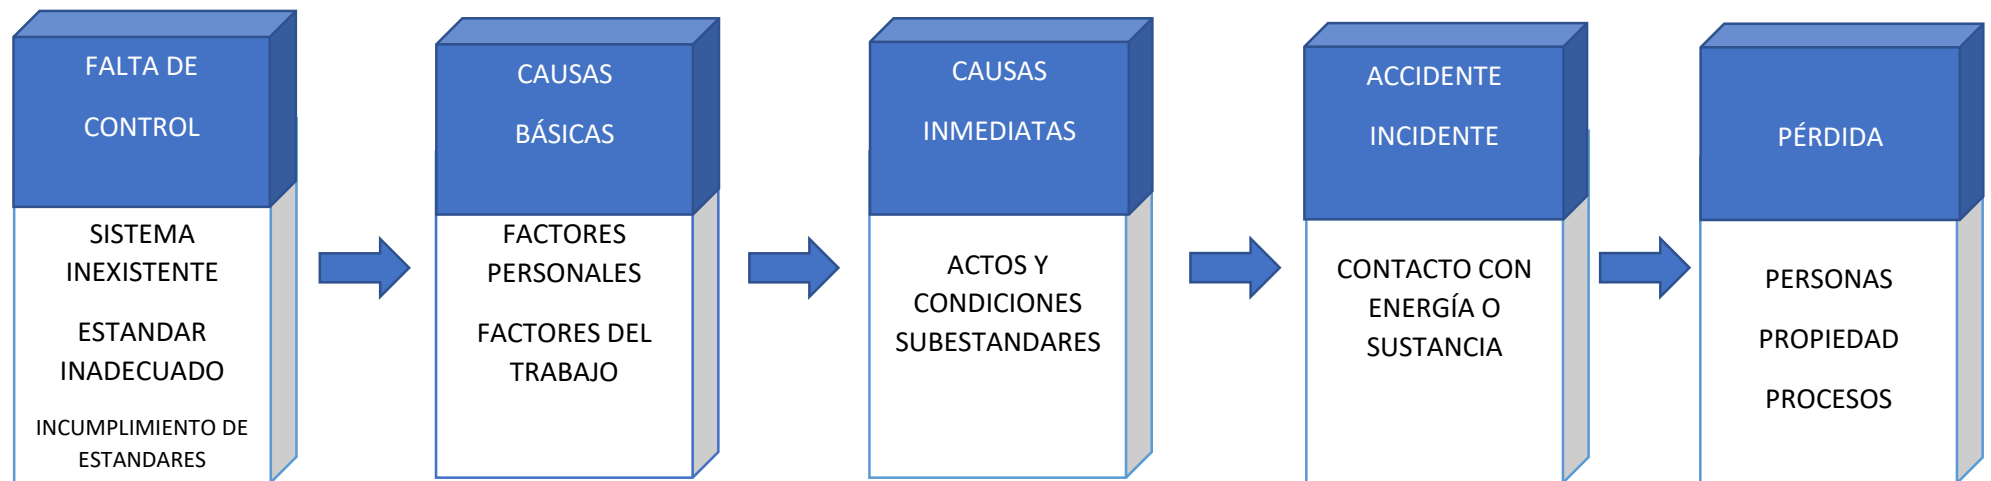 FALTA DE
CONTROL
SISTEMA
INEXISTENTE
ESTANDAR
INADECUADO
INCUMPLIMIENTO DE
ESTANDARES
CAUSAS
BÁSICAS
FACTORES
PERSONALES
FACTORES DEL
TRABAJO
CAUSAS
INMEDIATAS
ACTOS Y
CONDICIONES
SUBESTANDARES
ACCIDENTE
INCIDENTE
CONTACTO CON
ENERGÍA O
SUSTANCIA
PÉRDIDA
PERSONAS
PROPIEDAD
PROCESOS